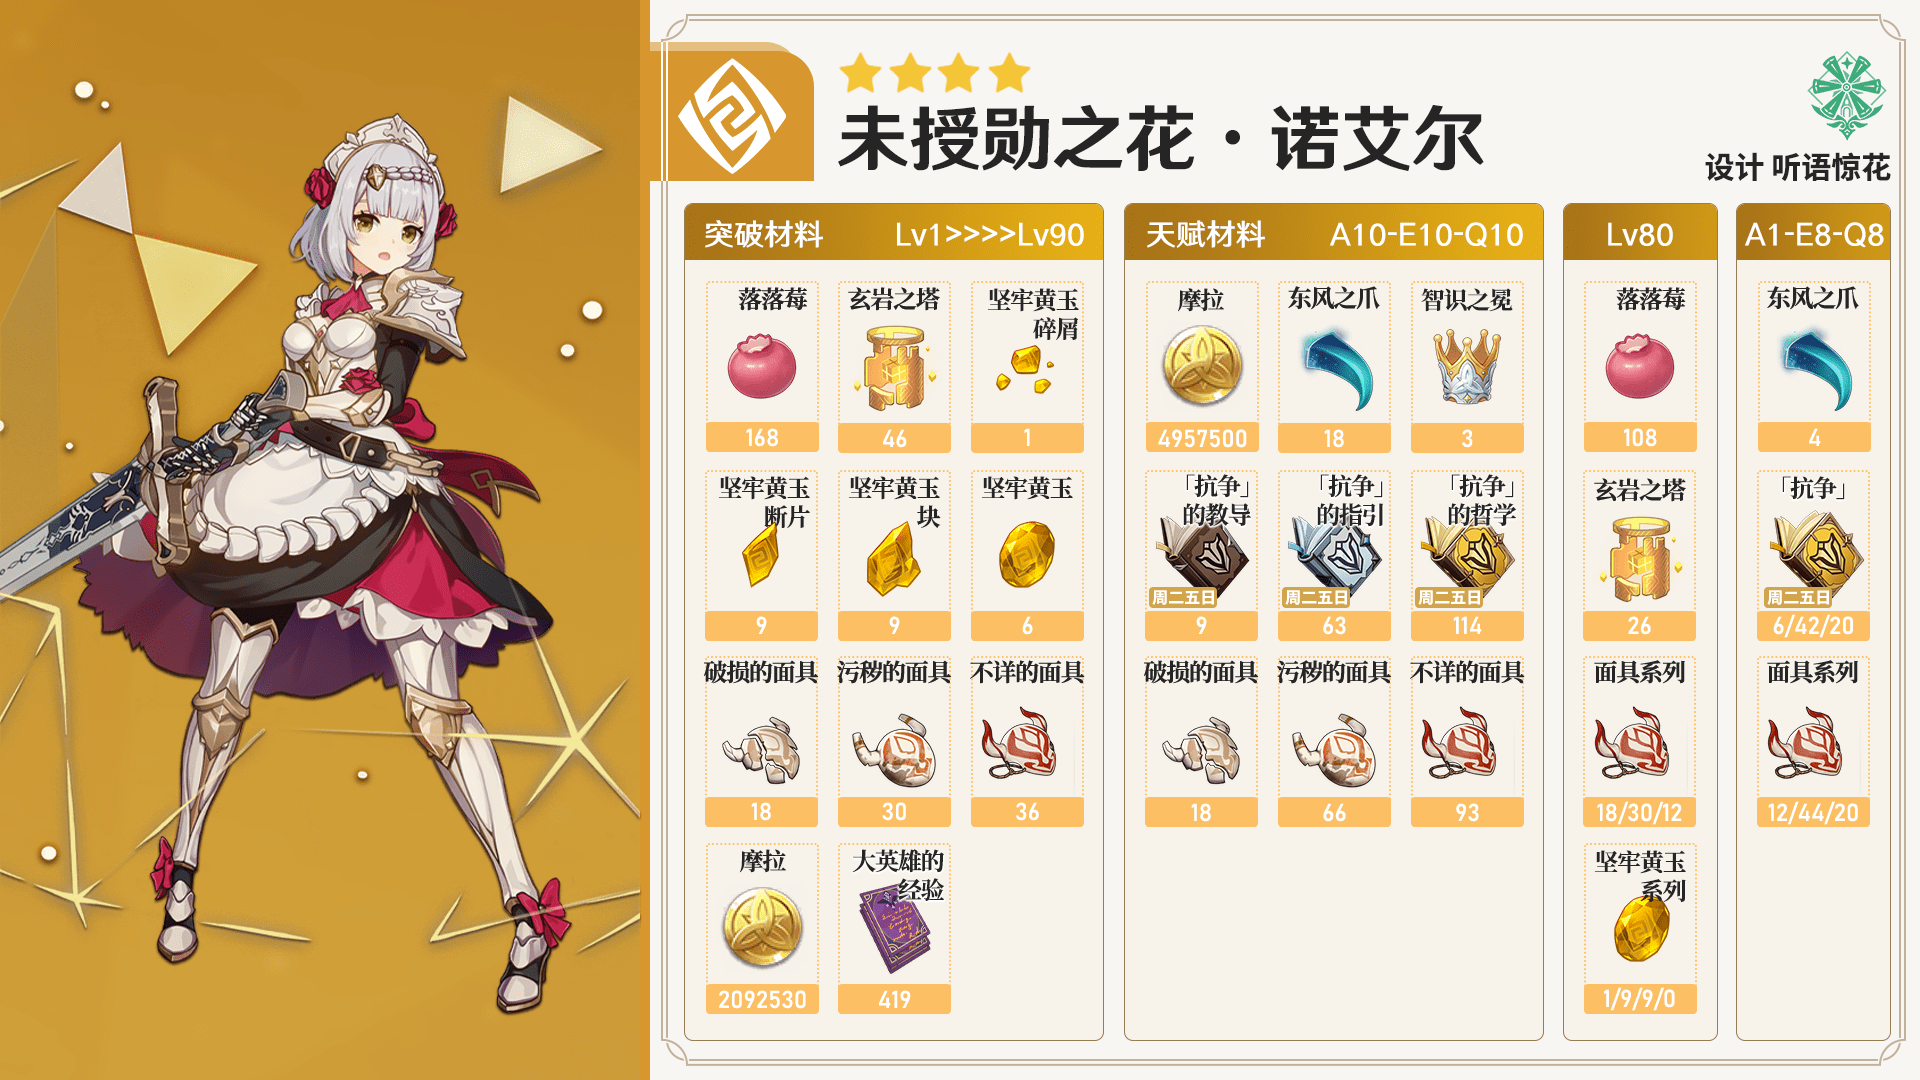 未授勋之花·诺艾尔
设计 听语惊花
突破材料 Lv1>>>>Lv90
落落莓
168
玄岩之塔
46
坚牢黄玉
碎屑
1
坚牢黄玉
断片
9
坚牢黄玉
块
9
坚牢黄玉
6
破损的面具
18
污秽的面具
30
不详的面具
36
摩拉
2092530
大英雄的
经验
419
天赋材料 A10-E10-Q10
摩拉
4957500
东风之爪
18
智识之冕
3
「抗争」
的教导
周二五日
9
「抗争」
的指引
周二五日
63
「抗争」
的哲学
周二五日
114
破损的面具
18
污秽的面具
66
不详的面具
93
Lv80
落落莓
108
玄岩之塔
26
面具系列
18/30/12
坚牢黄玉
系列
1/9/9/0
A1-E8-Q8
东风之爪
4
「抗争」
周二五日
6/42/20
面具系列
12/44/20